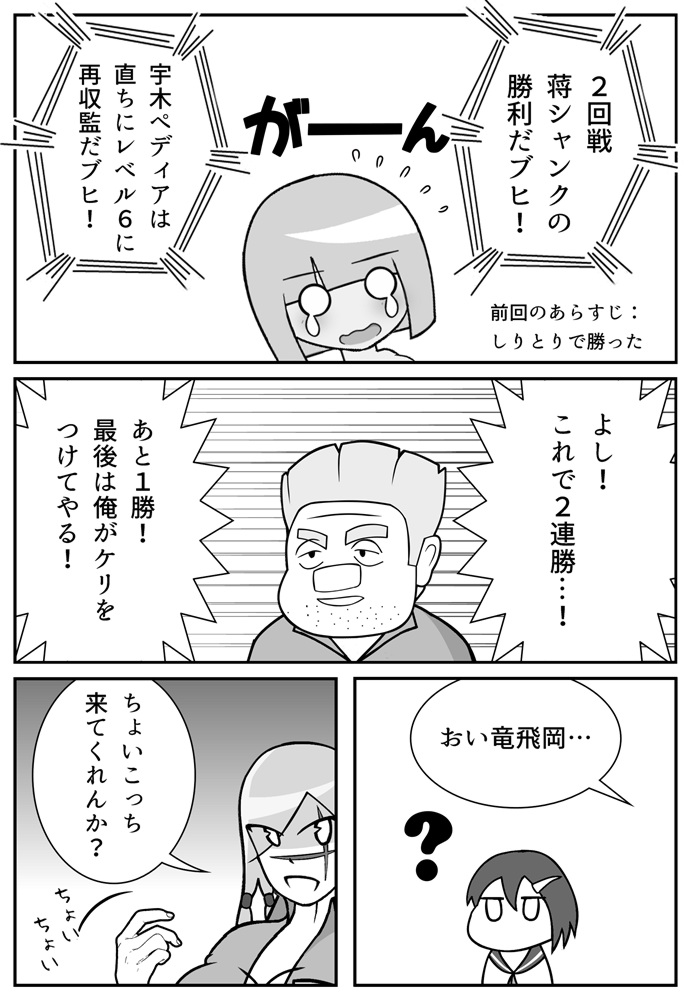 ２回戦
蒋シャンクの
勝利だブヒ！
がーーん
宇木ペディアは
直ちにレベル６に
再収監だブヒ！
前回のあらすじ：
しりとりで勝った
よし！
これで２連勝…！
あと１勝！
最後は俺がケリを
つけてやる！
おい竜飛岡…
？
ちょいこっち
来てくれんか？
ちょい
ちょい